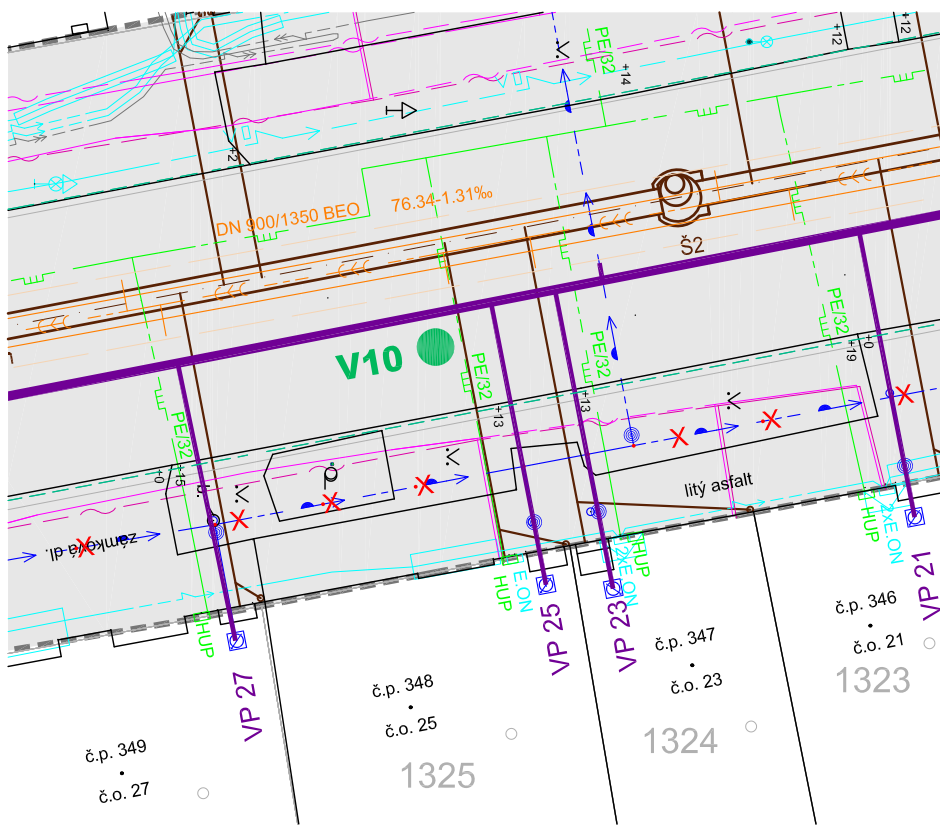 PE/32
+14
+12
+12
+2
DN 900/1350 BEO 76.34-1.31‰
Š2
V10
PE/32
PE/32
PE/32
PE/32
+19
+0
+13
+13
+0
+15
litý asfalt
zámková dl.
HUP
HUP
HUP
HUP
E.ON
2xE.ON
2xE.ON
VP 27
VP 25
VP 23
VP 21
č.p. 346
č.o. 21
1323
č.p. 347
č.o. 23
1324
č.p. 348
č.o. 25
1325
č.p. 349
č.o. 27